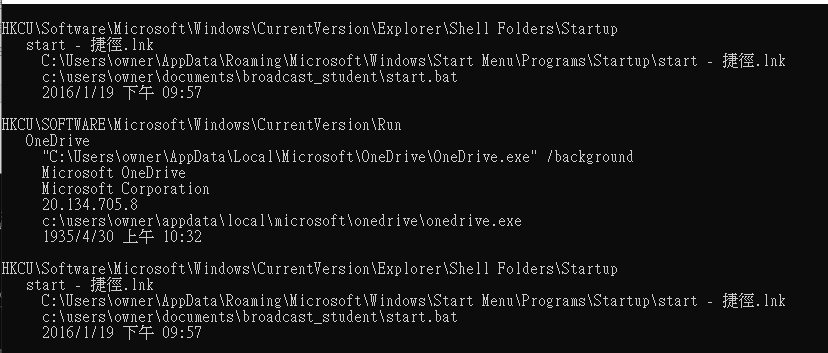 HKCU\Software\Microsoft\Windows\CurrentVersion\Explorer\Shell Folders\Startup
start - 捷徑.lnk
C:\Users\owner\AppData\Roaming\Microsoft\Windows\Start Menu\Programs\Startup\start - 捷徑.lnk
c:\users\owner\documents\broadcast_student\start.bat
2016/1/19 下午 09:57
HKCU\SOFTWARE\Microsoft\Windows\CurrentVersion\Run
OneDrive
"C:\Users\owner\AppData\Local\Microsoft\OneDrive\OneDrive.exe" /background
Microsoft OneDrive
Microsoft Corporation
20.134.705.8
c:\users\owner\appdata\local\microsoft\onedrive\onedrive.exe
1935/4/30 上午 10:32
HKCU\Software\Microsoft\Windows\CurrentVersion\Explorer\Shell Folders\Startup
start - 捷徑.lnk
C:\Users\owner\AppData\Roaming\Microsoft\Windows\Start Menu\Programs\Startup\start - 捷徑.lnk
c:\users\owner\documents\broadcast_student\start.bat
2016/1/19 下午 09:57